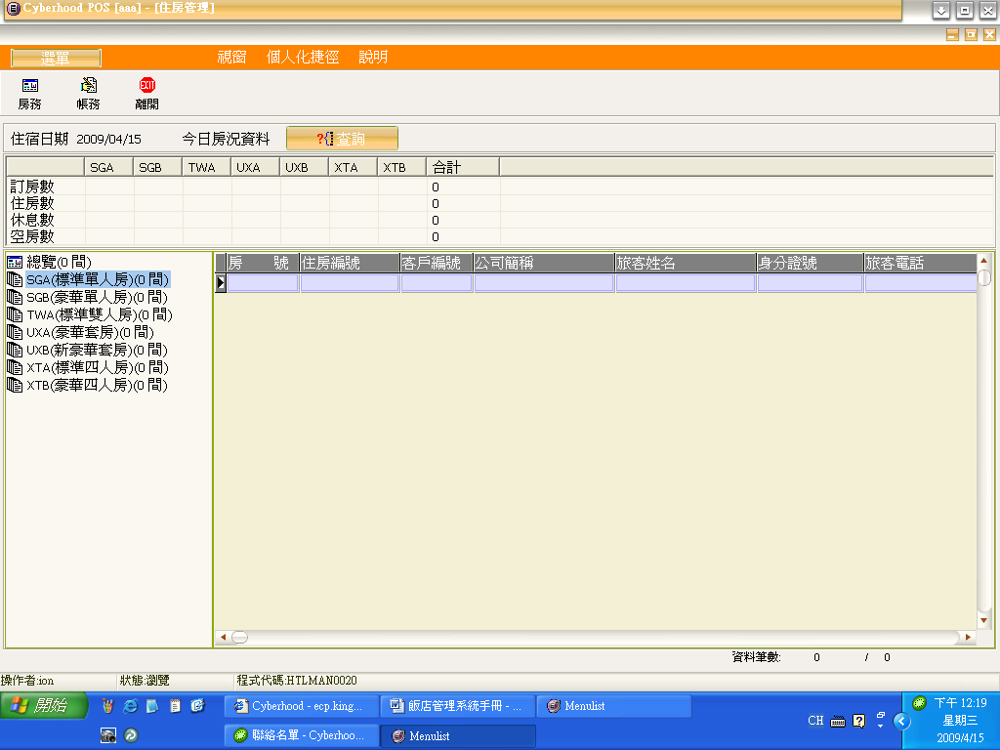 Cyberhood POS [aaa] - [住房管理]
選單 視窗 個人化捷徑 說明
EXIT
房務 帳務 離開
住宿日期 2009/04/15 今日房況資料 ?{ 查詢
SGA SGB TWA UXA UXB XTA XTB 合計
訂房數 0
住房數 0
休息數 0
空房數 0
總覽(0 間)
SGA(標準單人房)(0 間)
SGB(豪華單人房)(0 間)
TWA(標準雙人房)(0 間)
UXA(豪華套房)(0 間)
UXB(新豪華套房)(0 間)
XTA(標準四人房)(0 間)
XTB(豪華四人房)(0 間)
房 號 住房編號 客戶編號 公司簡稱 旅客姓名 身分證號 旅客電話
資料筆數: 0 / 0
操作者:ion 狀態:瀏覽 程式代碼:HTLMAN0020
開始 Cyberhood - ecp.king... 飯店管理系統手冊 - ... Menulist
聯絡名單 - Cyberhoo... Menulist
CH
下午 12:19
星期三
2009/4/15